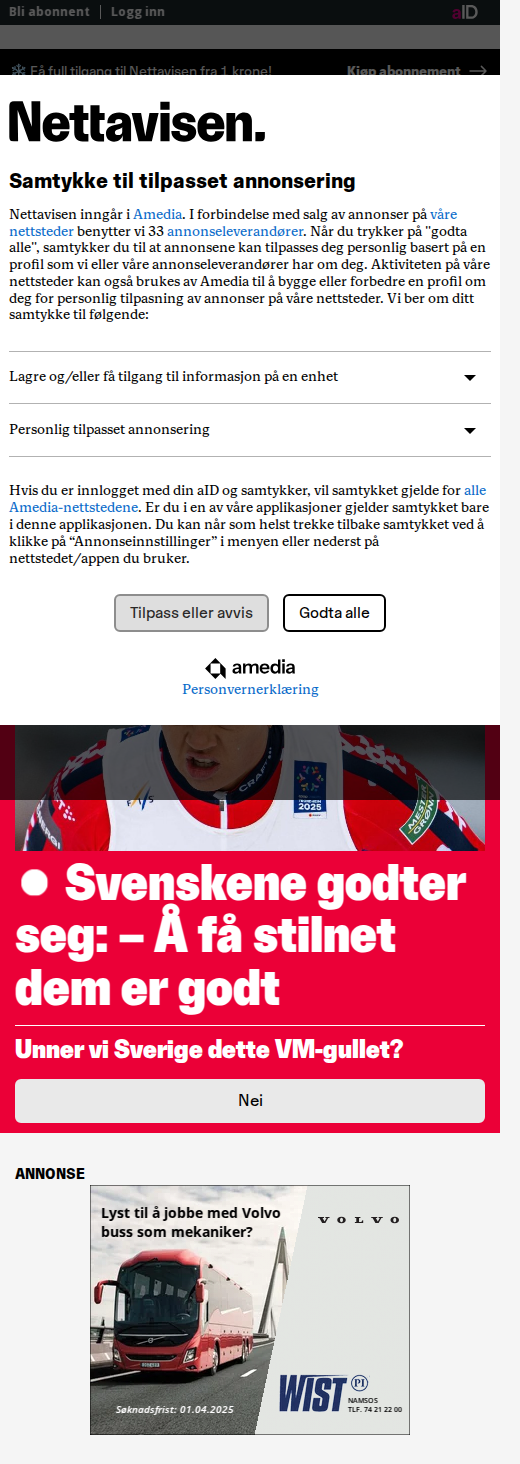 Bli abonnent | Logg inn
aID
Få full tilgang til Nettavisen fra 1 krone!
Kjøp abonnement →
Nettavisen.
Samtykke til tilpasset annonsering
Nettavisen inngår i Amedia. I forbindelse med salg av annonser på våre
nettsteder benytter vi 33 annonseleverandører. Når du trykker på "godta
alle", samtykker du til at annonsene kan tilpasses deg personlig basert på en
profil som vi eller våre annonseleverandører har om deg. Aktiviteten på våre
nettsteder kan også brukes av Amedia til å bygge eller forbedre en profil om
deg for personlig tilpasning av annonser på våre nettsteder. Vi ber om ditt
samtykke til følgende:
Lagre og/eller få tilgang til informasjon på en enhet
Personlig tilpasset annonsering
Hvis du er innlogget med din aID og samtykker, vil samtykket gjelde for alle
Amedia-nettstedene. Er du i en av våre applikasjoner gjelder samtykket bare
i denne applikasjonen. Du kan når som helst trekke tilbake samtykket ved å
klikke på “Annonseinnstillinger” i menyen eller nederst på
nettstedet/appen du bruker.
Tilpass eller avvis
Godta alle
amedia
Personvernerklæring
CRAFT
FIS
2025
MESTER
GRØNN
Svenskene godter
seg: – Å få stilnet
dem er godt
Unner vi Sverige dette VM-gullet?
Nei
ANNONSE
Lyst til å jobbe med Volvo
buss som mekaniker?
VOLVO
Søknadsfrist: 01.04.2025
WIST PI
NAMSOS
TLF. 74 21 22 00